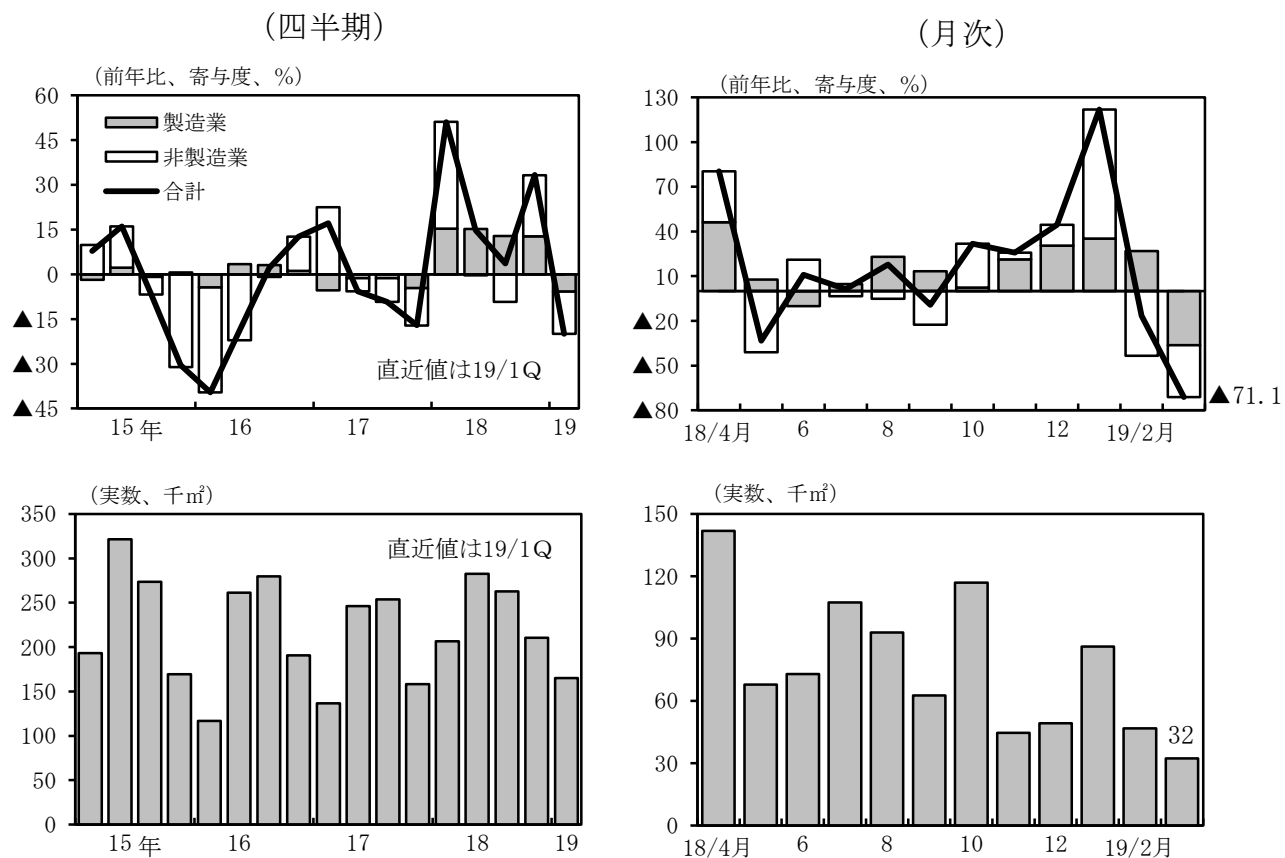 （四半期）
（前年比、寄与度、%）
60
45
30
15
0
▲15
▲30
▲45
製造業
非製造業
合計
直近値は19/1Q
15 年 16 17 18 19
（月次）
（前年比、寄与度、%）
130
100
70
40
10
▲20
▲50
▲80
▲71.1
18/4月 6 8 10 12 19/2月
（実数、千㎡）
350
300
250
200
150
100
50
0
直近値は19/1Q
15 年 16 17 18 19
（実数、千㎡）
150
120
90
60
30
0
32
18/4月 6 8 10 12 19/2月